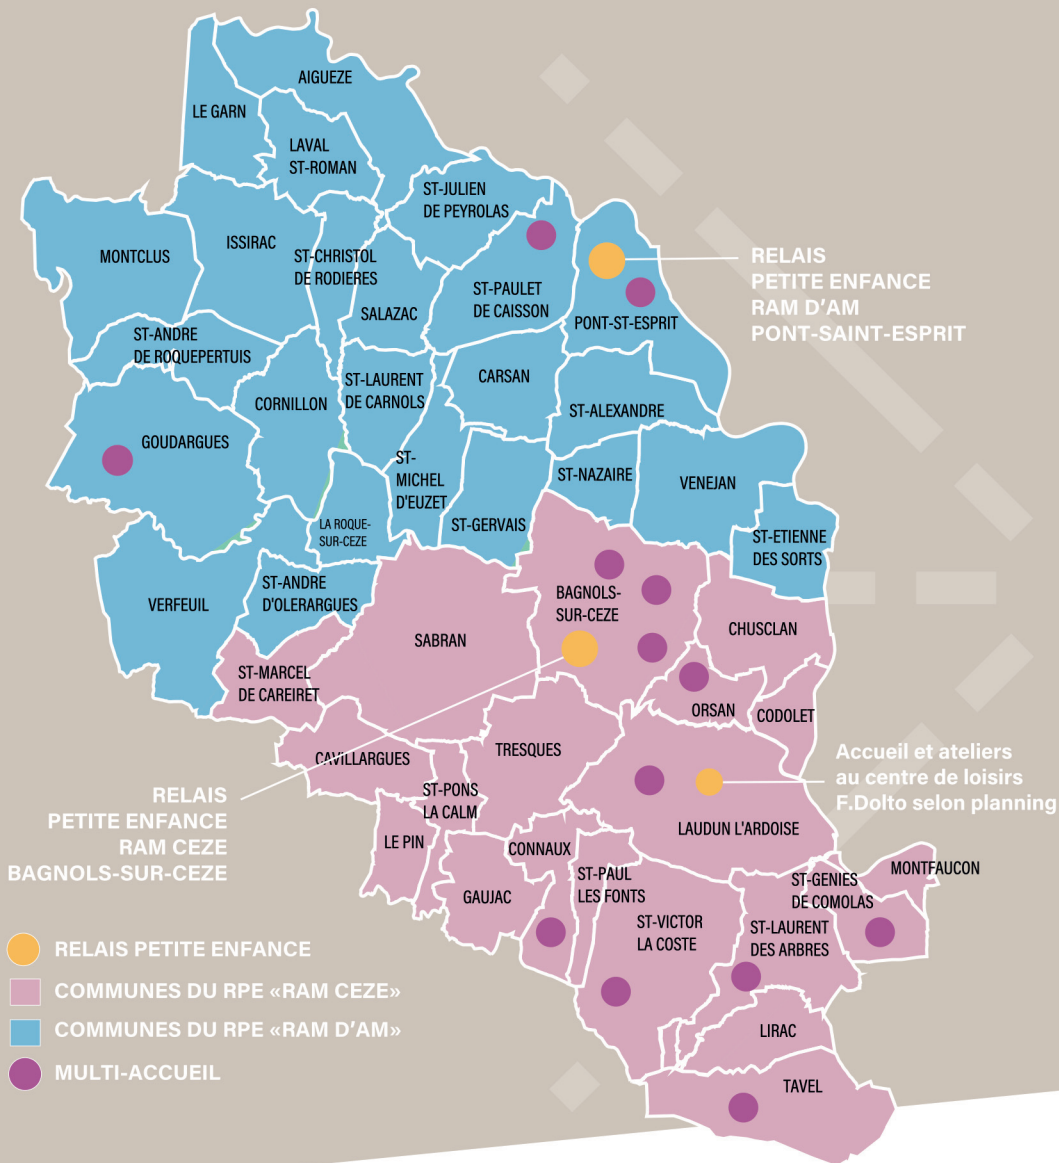 AIGUEZE
LE GARN
LAVAL
ST-ROMAN
ST-JULIEN
DE PEYROLAS
MONTCLUS
ISSIRAC
ST-CHRISTOL
DE RODIERES
SALAZAC
ST-PAULET
DE CAISSON
PONT-ST-ESPRIT
RELAIS
PETITE ENFANCE
RAM D'AM
PONT-SAINT-ESPRIT
ST-ANDRE
DE ROQUEPERTUIS
CORNILLON
ST-LAURENT
DE CARNOLS
CARSAN
ST-ALEXANDRE
GOUDARGUES
ST-
MICHEL
D'EUZET
ST-NAZAIRE
VENEJAN
LA ROQUE-
SUR-CEZE
ST-GERVAIS
ST-ETIENNE
DES SORTS
VERFEUIL
ST-ANDRE
D'OLERARGUES
BAGNOLS-
SUR-CEZE
SABRAN
CHUSCLAN
ST-MARCEL
DE CAREIRET
ORSAN
CODOLET
CAVILLARGUES
TRESQUES
Accueil et ateliers
au centre de loisirs
F.Dolto selon planning
RELAIS
PETITE ENFANCE
RAM CEZE
BAGNOLS-SUR-CEZE
ST-PONS
LA CALM
LAUDUN L'ARDOISE
LE PIN
CONNAUX
GAUJAC
ST-PAUL
LES FONTS
ST-VICTOR
LA COSTE
ST-GENIES
DE COMOLAS
MONTFAUCON
ST-LAURENT
DES ARBRES
LIRAC
TAVEL
RELAIS PETITE ENFANCE
COMMUNES DU RPE «RAM CEZE»
COMMUNES DU RPE «RAM D'AM»
MULTI-ACCUEIL